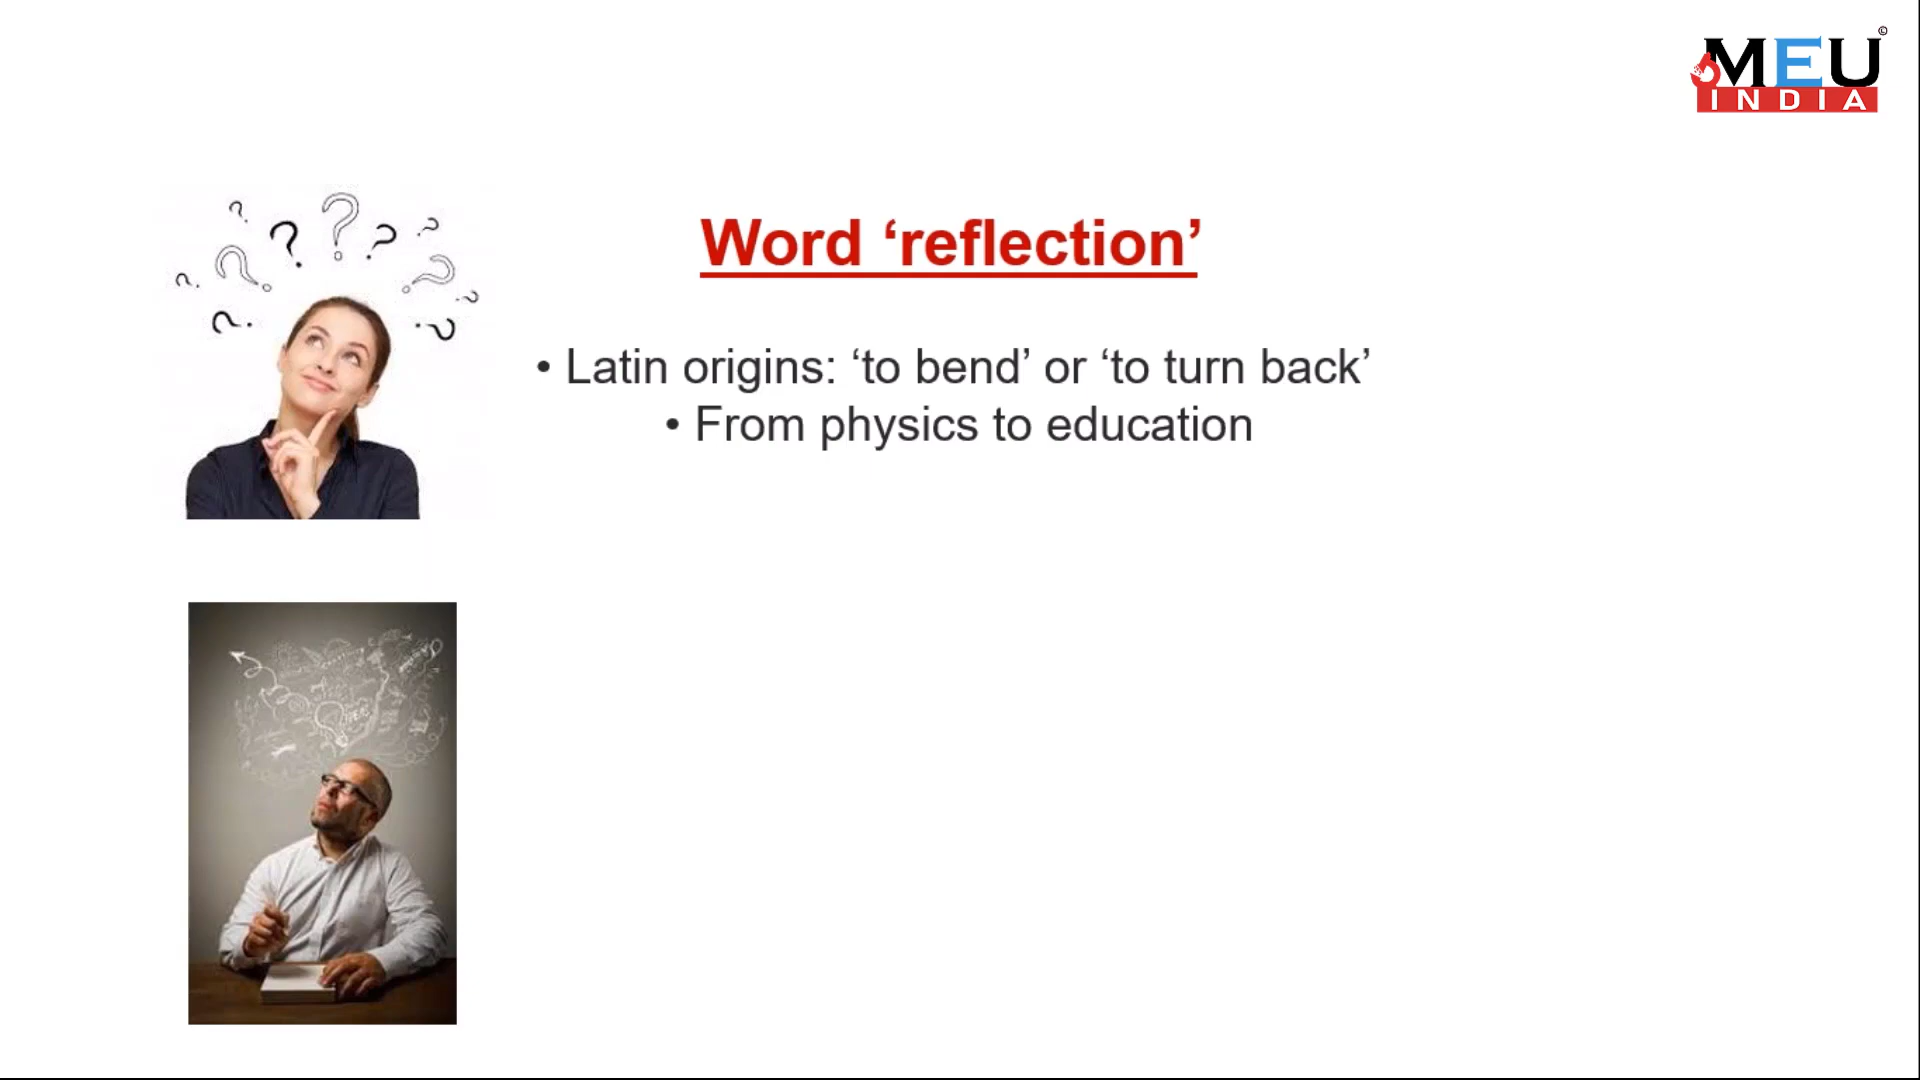 MEU
INDIA
Word ‘reflection’
• Latin origins: ‘to bend’ or ‘to turn back’
• From physics to education